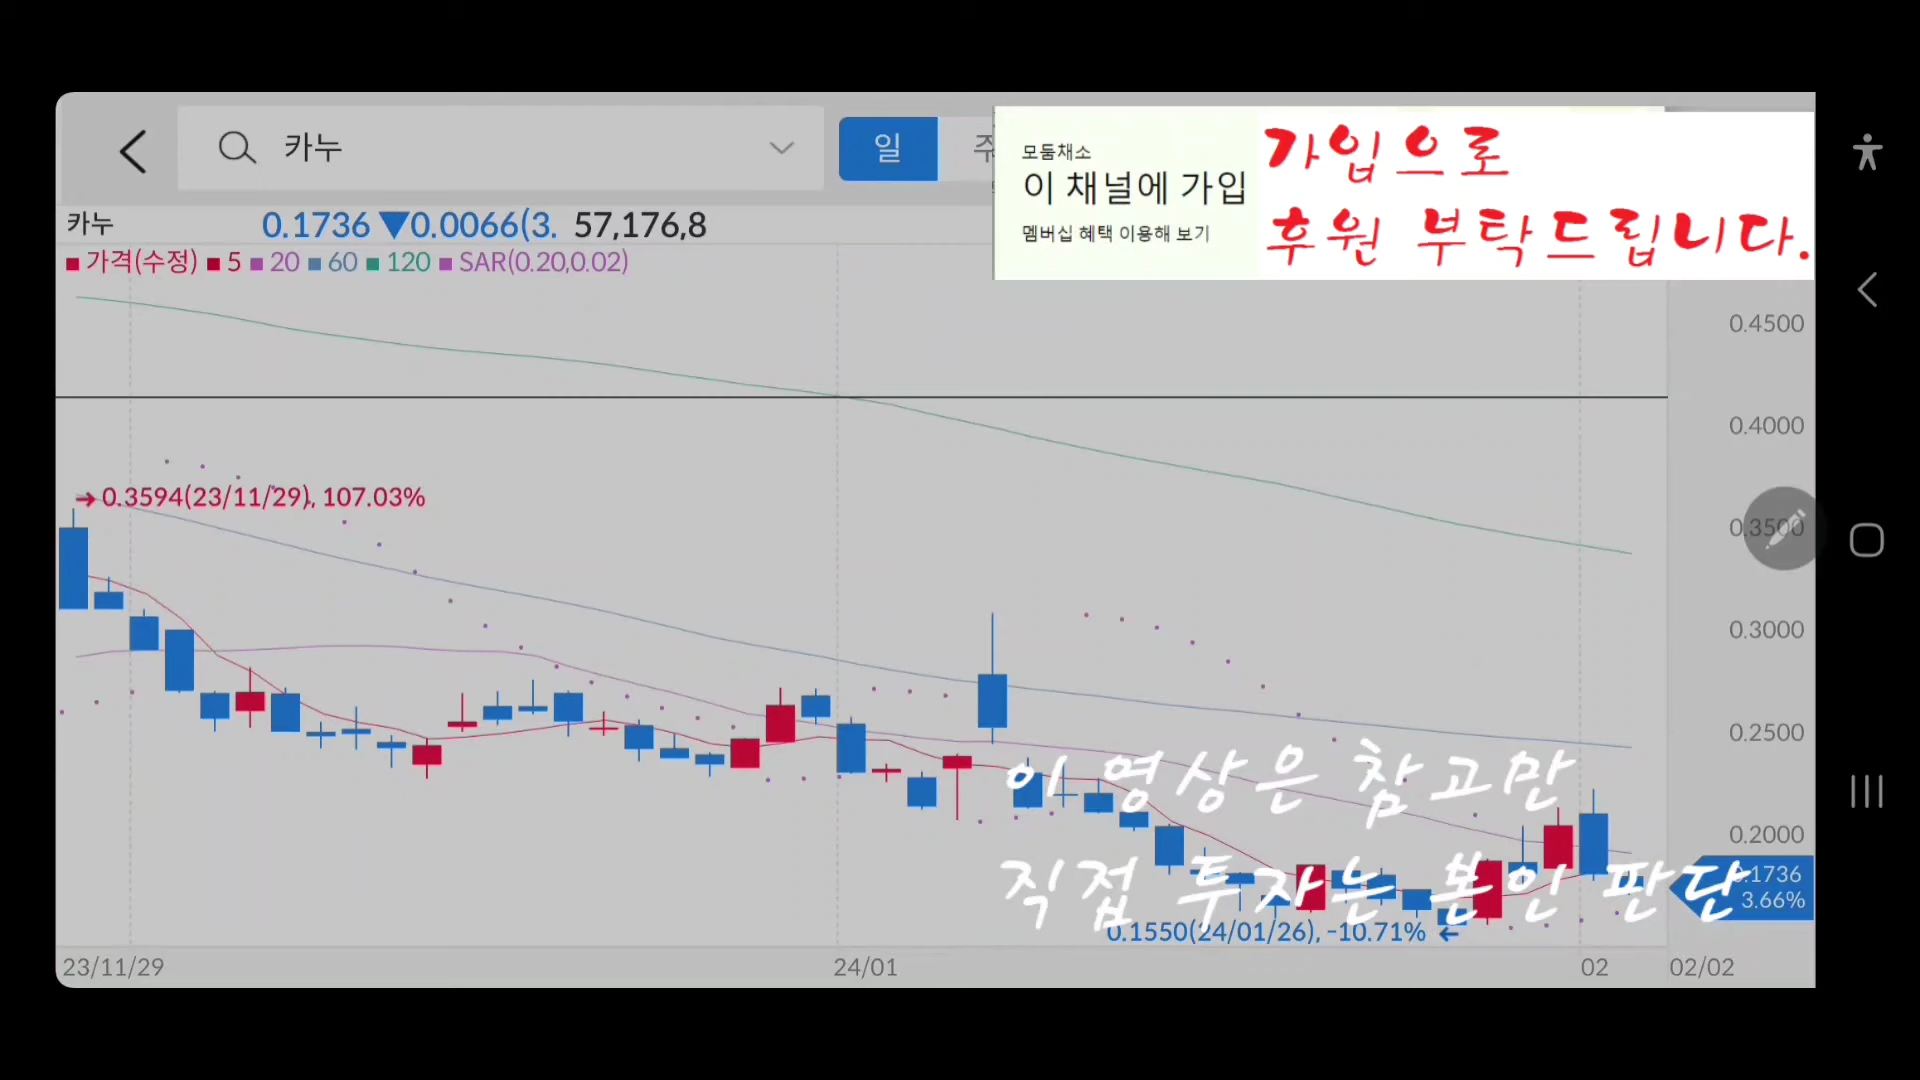 카누
일
주
모둠채소
이 채널에 가입
멤버십 혜택 이용해 보기
가입으로
후원 부탁드립니다.
카누 0.1736 ▼0.0066(3. 57,176,8
가격(수정) 5 20 60 120 SAR(0.20,0.02)
0.4500
0.4000
→ 0.3594(23/11/29), 107.03%
0.3500
0.3000
0.2500
이 영상은 참고만
0.2000
직접 투자는 본인 판단
.1736
3.66%
0.1550(24/01/26), -10.71% ←
23/11/29 24/01 02 02/02